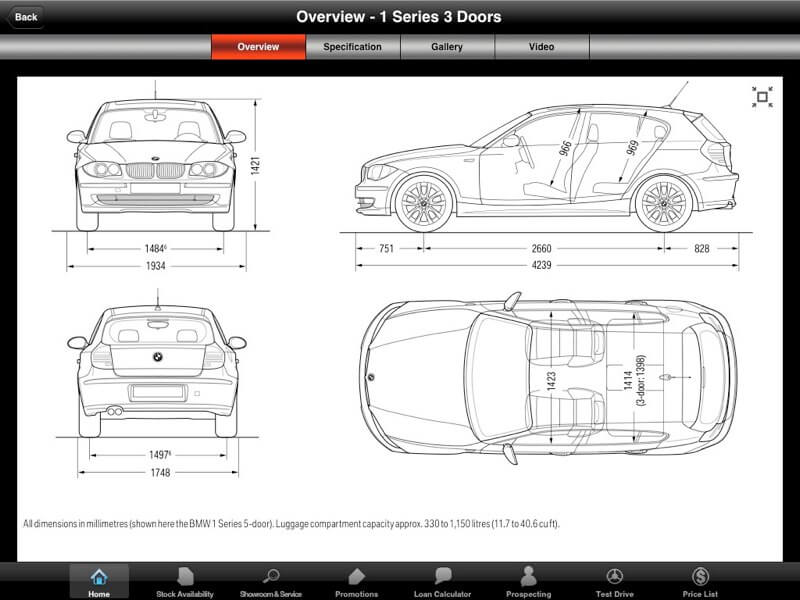 Back
Overview - 1 Series 3 Doors
Overview
Specification
Gallery
Video
1421
1484⁶
1934
966
969
751
2660
828
4239
1497⁶
1748
1423
1414
(3-door: 1398)
All dimensions in millimetres (shown here the BMW 1 Series 5-door). Luggage compartment capacity approx. 330 to 1,150 litres (11.7 to 40.6 cu ft).
Home
Stock Availability
Showroom & Service
Promotions
Loan Calculator
Prospecting
Test Drive
Price List